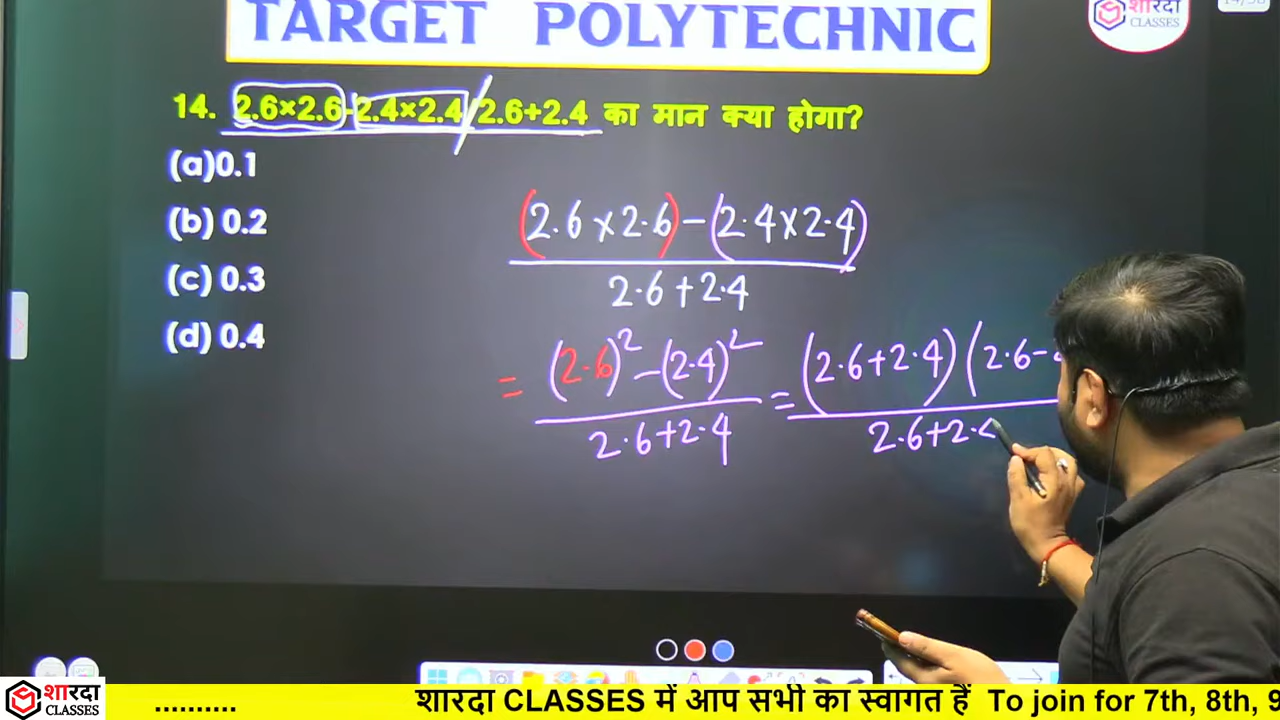 TARGET POLYTECHNIC
शारदा
CLASSES
14. 2.6×2.6-2.4×2.4/2.6+2.4 का मान क्या होगा?
(a)0.1
(b) 0.2
(c) 0.3
(d) 0.4
(2.6×2.6)-(2.4×2.4)
2.6+2.4
= (2.6)²-(2.4)² = (2.6+2.4)(2.6-
2.6+2.4 2.6+2.4
शारदा
CLASSES
.......... शारदा CLASSES में आप सभी का स्वागत हैं To join for 7th, 8th, 9